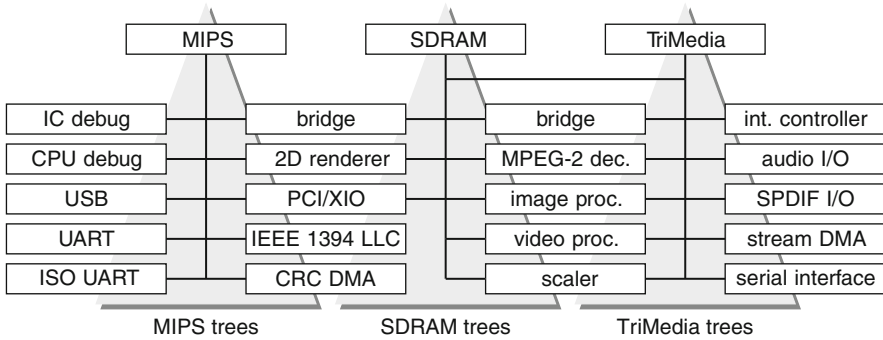 MIPS SDRAM TriMedia
IC debug bridge bridge int. controller
CPU debug 2D renderer MPEG-2 dec. audio I/O
USB PCI/XIO image proc. SPDIF I/O
UART IEEE 1394 LLC video proc. stream DMA
ISO UART CRC DMA scaler serial interface
MIPS trees SDRAM trees TriMedia trees